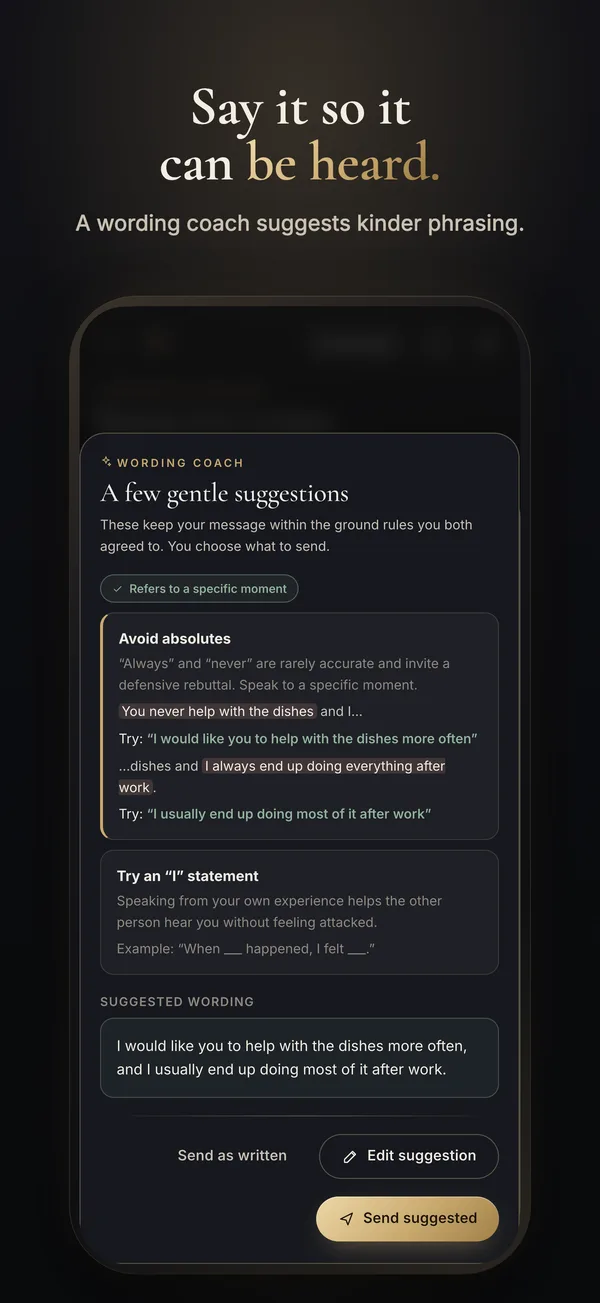 Say it so it
can be heard.
A wording coach suggests kinder phrasing.
WORDING COACH
A few gentle suggestions
These keep your message within the ground rules you both
agreed to. You choose what to send.
Refers to a specific moment
Avoid absolutes
“Always” and “never” are rarely accurate and invite a
defensive rebuttal. Speak to a specific moment.
You never help with the dishes and I…
Try: “I would like you to help with the dishes more often”
…dishes and I always end up doing everything after
work.
Try: “I usually end up doing most of it after work”
Try an “I” statement
Speaking from your own experience helps the other
person hear you without feeling attacked.
Example: “When ___ happened, I felt ___.”
SUGGESTED WORDING
I would like you to help with the dishes more often,
and I usually end up doing most of it after work.
Send as written
Edit suggestion
Send suggested